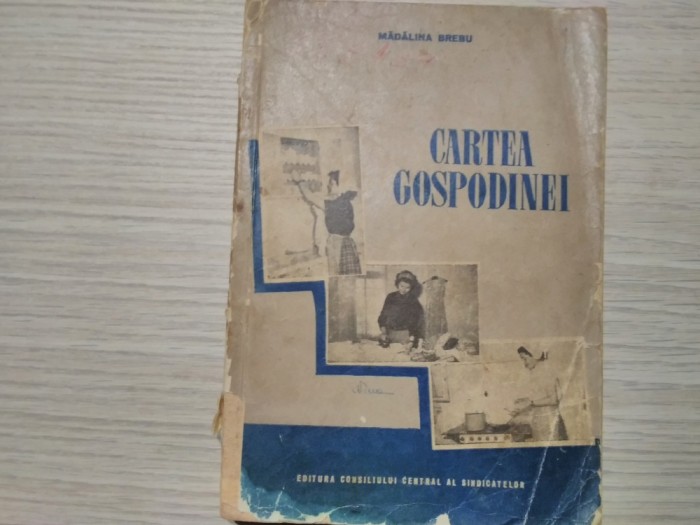 MĂDĂLINA BREBU
CARTEA
GOSPODINEI
EDITURA CONSILIULUI CENTRAL AL SINDICATELOR